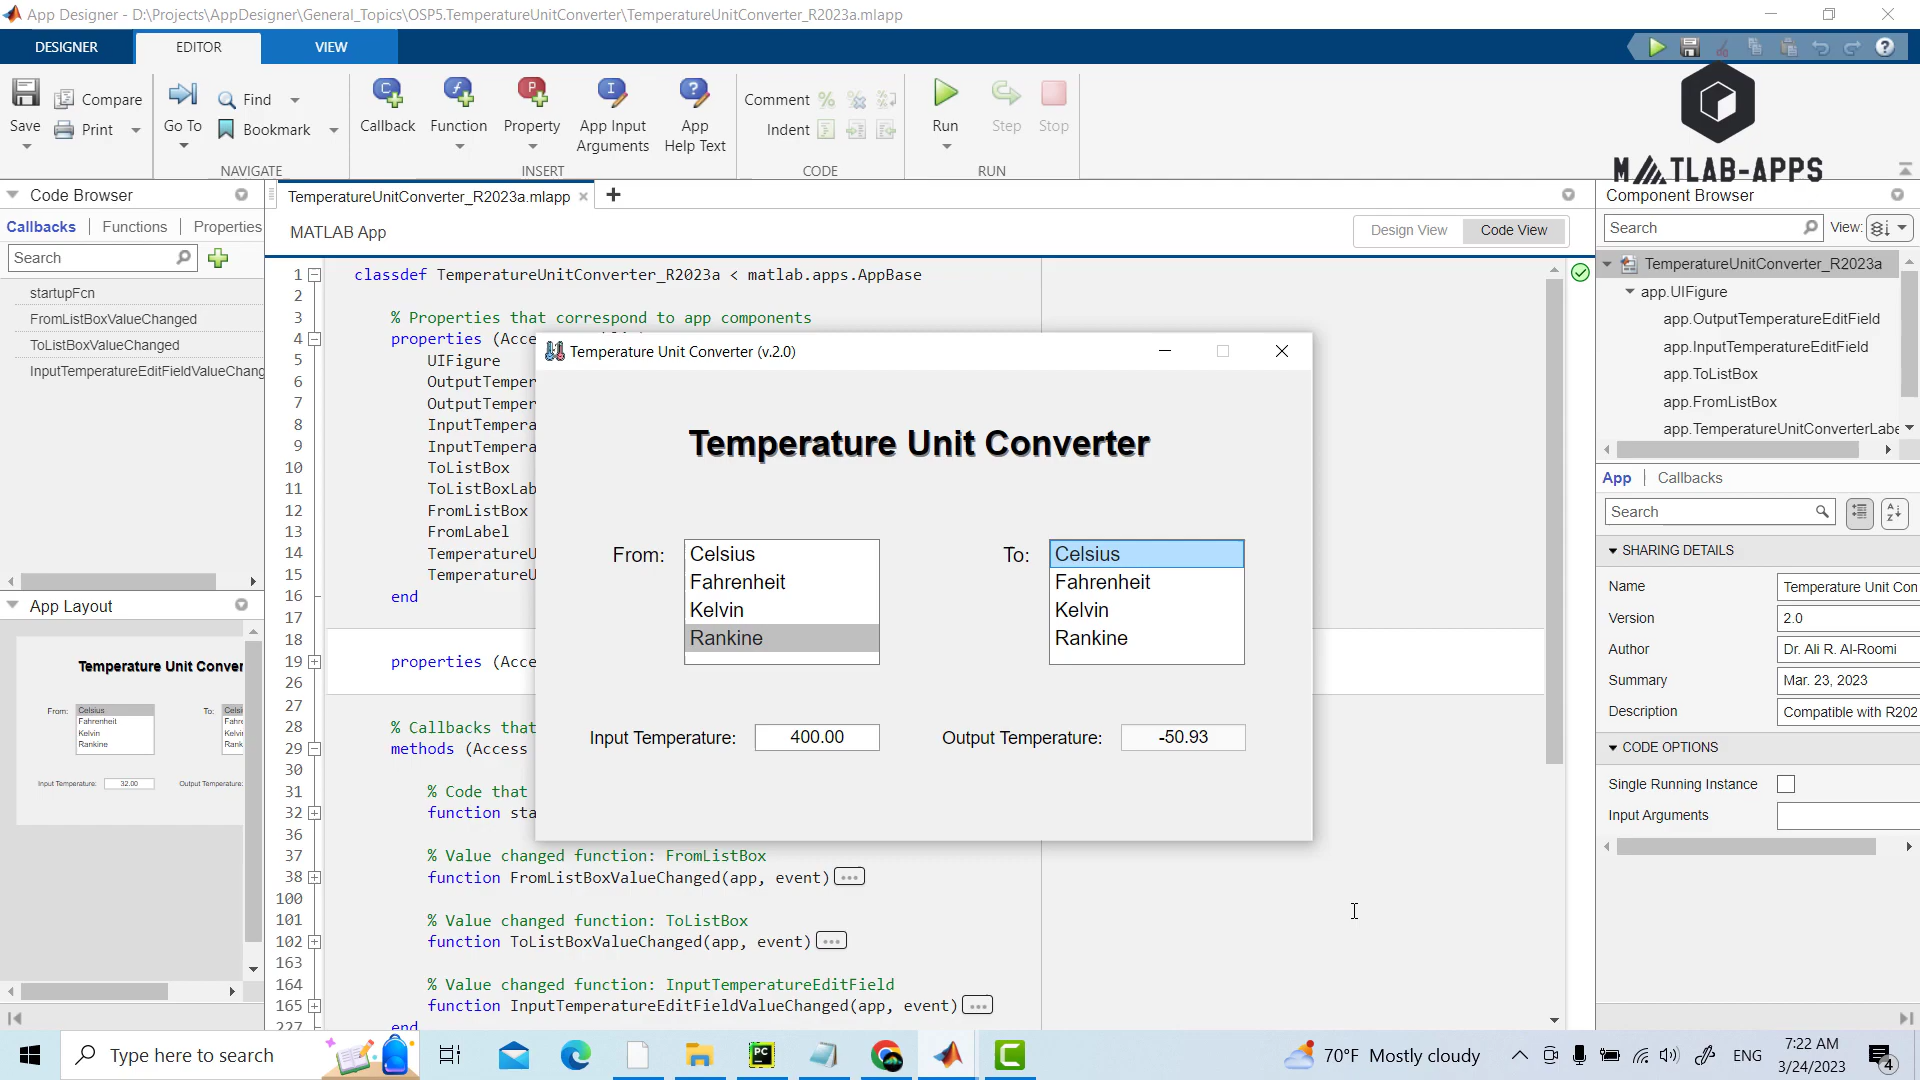 App Designer - D:\Projects\AppDesigner\General_Topics\OSP5.TemperatureUnitConverter\TemperatureUnitConverter_R2023a.mlapp
DESIGNER
EDITOR
VIEW
Save
Compare
Print
Go To
Find
Bookmark
NAVIGATE
Callback
Function
Property
App Input Arguments
App Help Text
INSERT
Comment
Indent
CODE
Run
Step
Stop
RUN
MATLAB-APPS
Code Browser
Callbacks
Functions
Properties
Search
startupFcn
FromListBoxValueChanged
ToListBoxValueChanged
InputTemperatureEditFieldValueChang
App Layout
Temperature Unit Conver
From:
Celsius
Fahrenheit
Kelvin
Rankine
To:
Celsi
Fahre
Kelvi
Rank
Input Temperature:
32.00
Output Temperature:
TemperatureUnitConverter_R2023a.mlapp
MATLAB App
Design View
Code View
1 classdef TemperatureUnitConverter_R2023a < matlab.apps.AppBase
2
3 % Properties that correspond to app components
4 properties (Acce
5 UIFigure
6 OutputTemper
7 OutputTemper
8 InputTempera
9 InputTempera
10 ToListBox
11 ToListBoxLab
12 FromListBox
13 FromLabel
14 TemperatureU
15 TemperatureU
16 end
17
18
19 properties (Acce
26
27
28 % Callbacks that
29 methods (Access
30
31 % Code that
32 function sta
36
37 % Value changed function: FromListBox
38 function FromListBoxValueChanged(app, event)
100
101 % Value changed function: ToListBox
102 function ToListBoxValueChanged(app, event)
163
164 % Value changed function: InputTemperatureEditField
165 function InputTemperatureEditFieldValueChanged(app, event)
227 end
Temperature Unit Converter (v.2.0)
Temperature Unit Converter
From:
Celsius
Fahrenheit
Kelvin
Rankine
To:
Celsius
Fahrenheit
Kelvin
Rankine
Input Temperature:
400.00
Output Temperature:
-50.93
Component Browser
Search
View:
TemperatureUnitConverter_R2023a
app.UIFigure
app.OutputTemperatureEditField
app.InputTemperatureEditField
app.ToListBox
app.FromListBox
app.TemperatureUnitConverterLabe
App
Callbacks
Search
SHARING DETAILS
Name
Temperature Unit Con
Version
2.0
Author
Dr. Ali R. Al-Roomi
Summary
Mar. 23, 2023
Description
Compatible with R202
CODE OPTIONS
Single Running Instance
Input Arguments
Type here to search
70°F Mostly cloudy
ENG
7:22 AM
3/24/2023
4